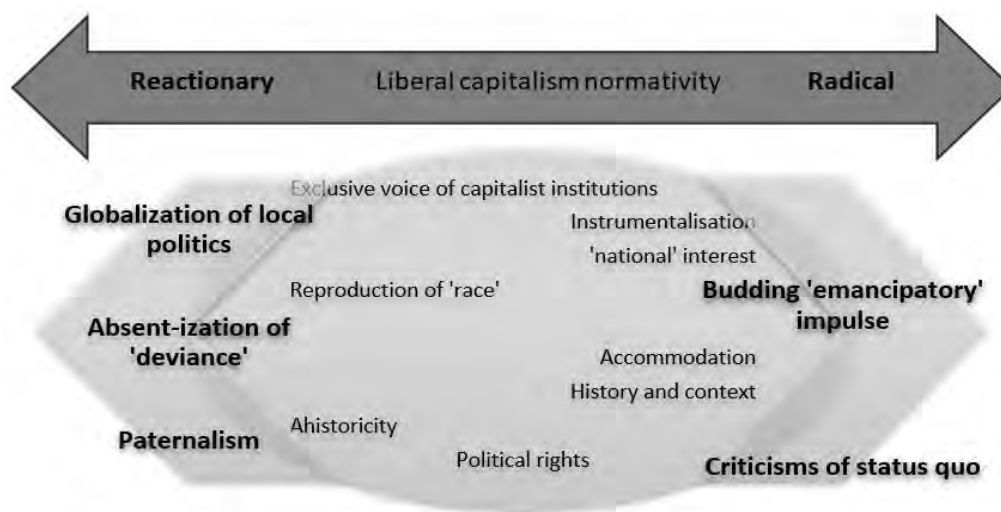 Reactionary
Liberal capitalism normativity
Radical
Exclusive voice of capitalist institutions
Globalization of local
politics
Instrumentalisation
'national' interest
Reproduction of 'race'
Budding 'emancipatory'
impulse
Absent-ization of
'deviance'
Accommodation
History and context
Ahistoricity
Paternalism
Political rights
Criticisms of status quo